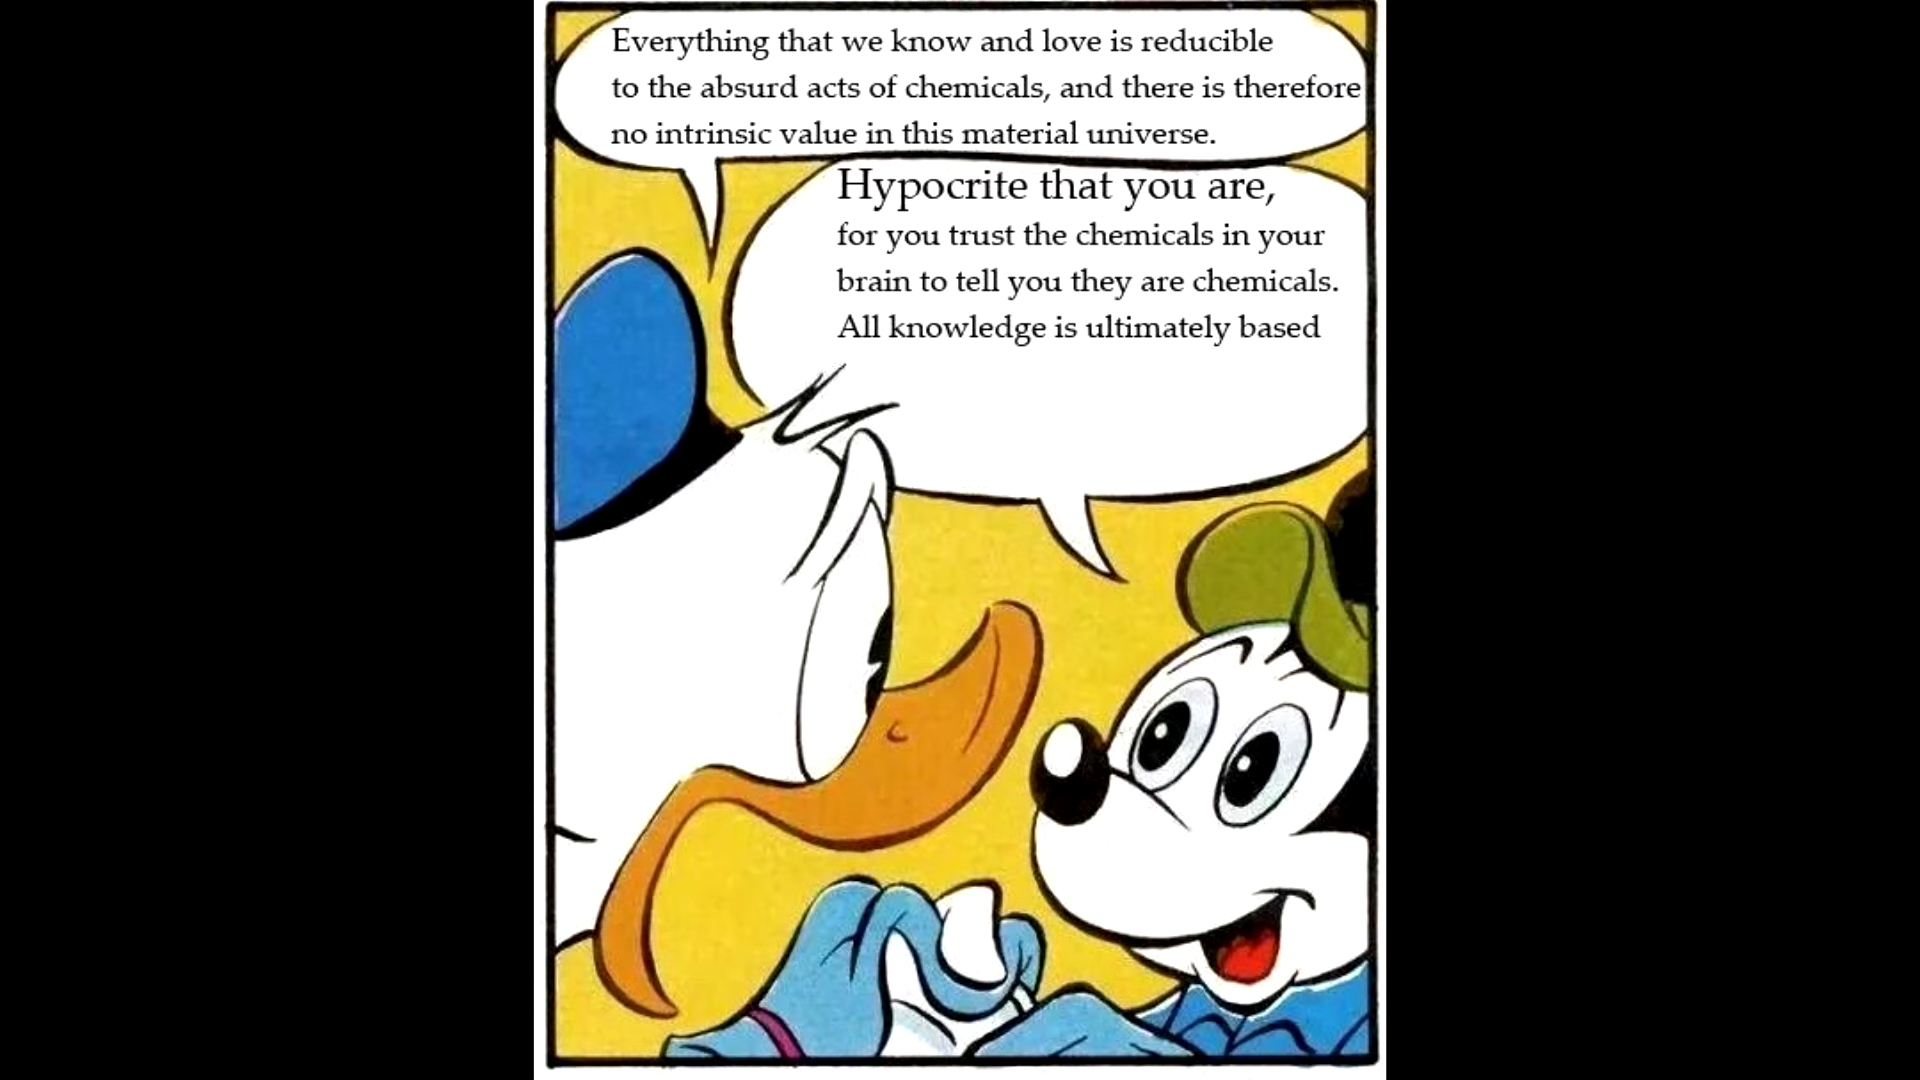 Everything that we know and love is reducible
to the absurd acts of chemicals, and there is therefore
no intrinsic value in this material universe.
Hypocrite that you are,
for you trust the chemicals in your
brain to tell you they are chemicals.
All knowledge is ultimately based